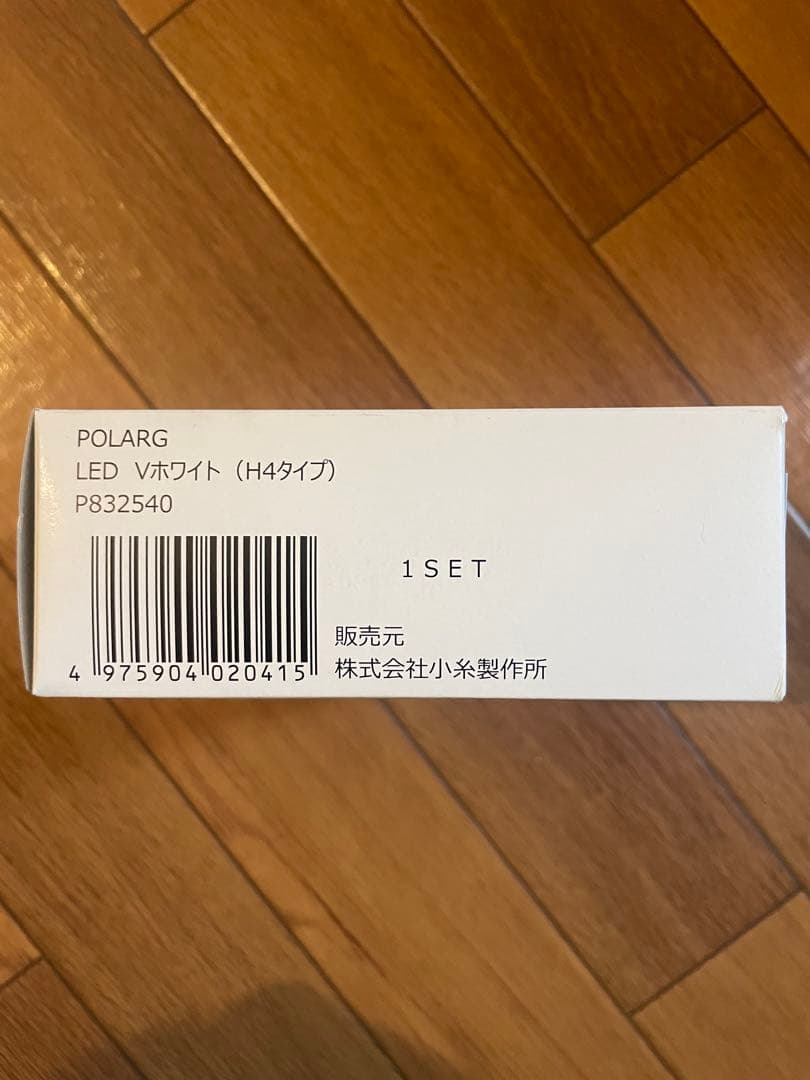 POLARG
LED Vホワイト（H4タイプ）
P832540
1 S E T
4 975904 020415
販売元
株式会社小糸製作所